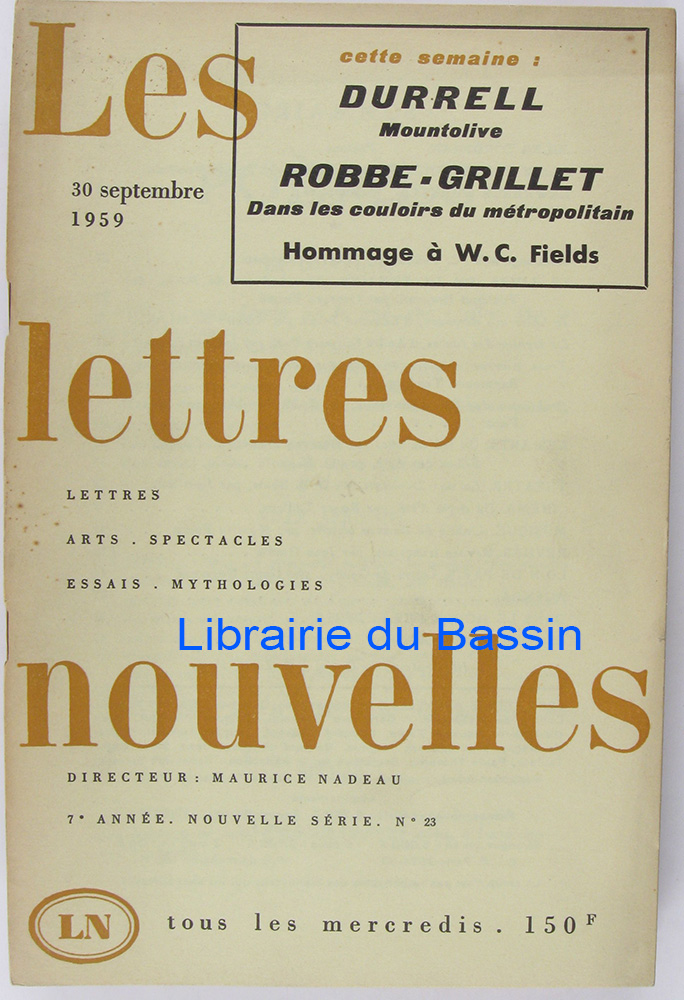 Les
cette semaine :
DURRELL
Mountolive
ROBBE-GRILLET
Dans les couloirs du métropolitain
Hommage à W. C. Fields
30 septembre
1959
lettres
LETTRES
ARTS . SPECTACLES
ESSAIS . MYTHOLOGIES
Librairie du Bassin
nouvelles
DIRECTEUR : MAURICE NADEAU
7e ANNÉE. NOUVELLE SÉRIE. N° 23
LN
tous les mercredis . 150 F